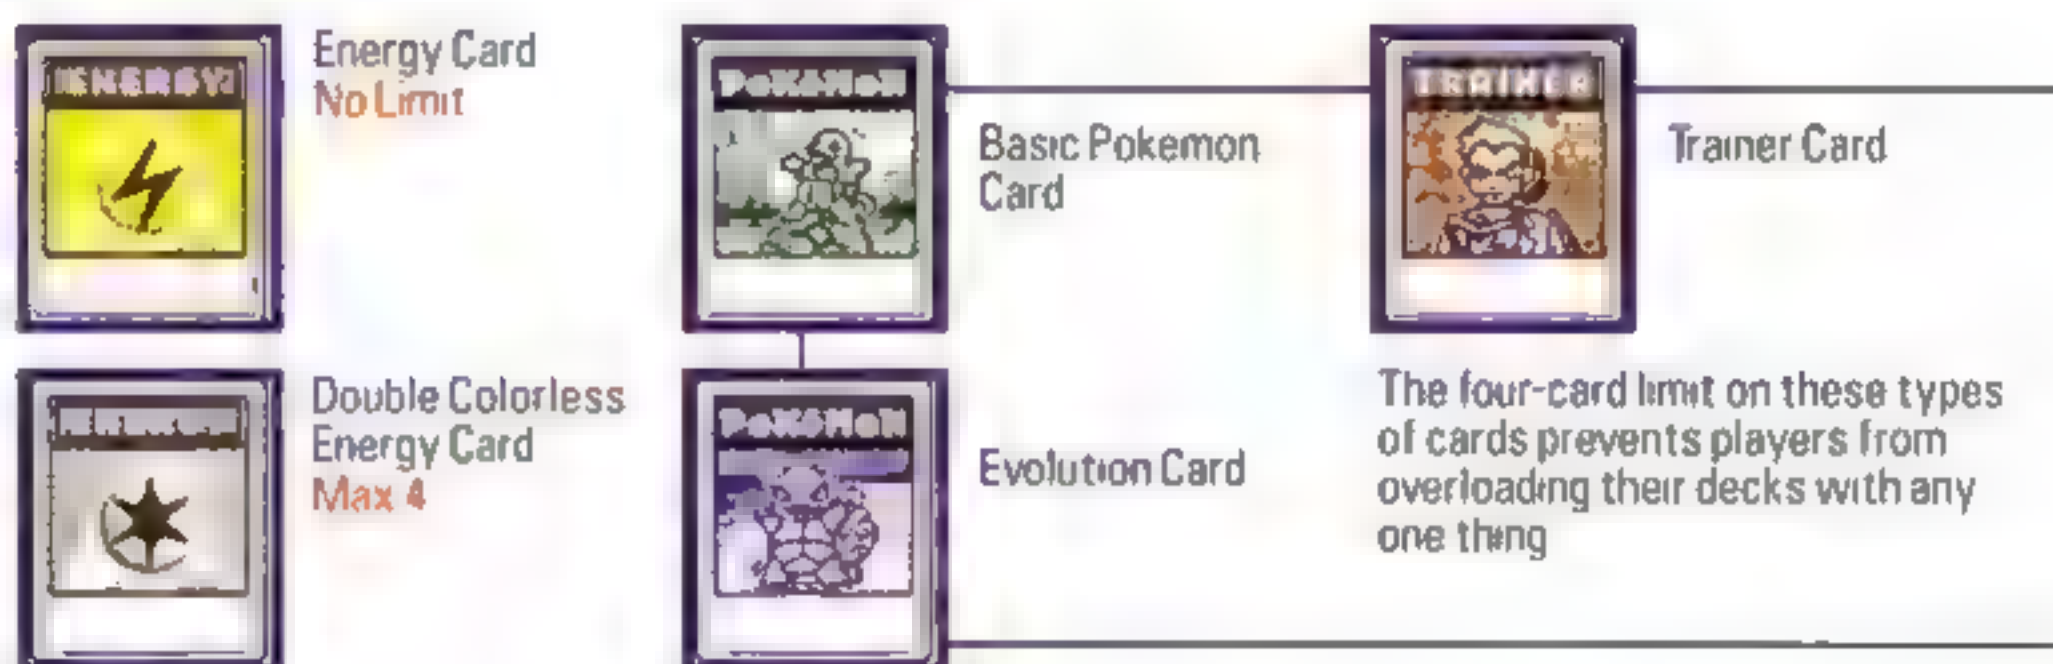 ENERGY
Energy Card
No Limit
Double Colorless
Energy Card
Max 4
POKéMON
Basic Pokemon
Card
POKéMON
Evolution Card
TRAINER
Trainer Card
The four-card limit on these types
of cards prevents players from
overloading their decks with any
one thing